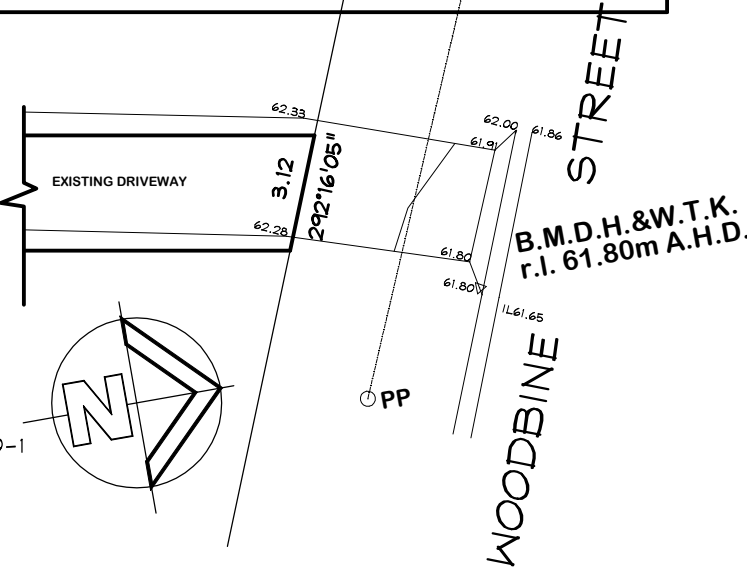 STREET
62.33
62.00
61.86
61.91
EXISTING DRIVEWAY
3.12
292°16'05"
62.28
61.80
B.M.D.H.&W.T.K.
r.l. 61.80m A.H.D.
61.80
IL61.65
N
PP
WOODBINE